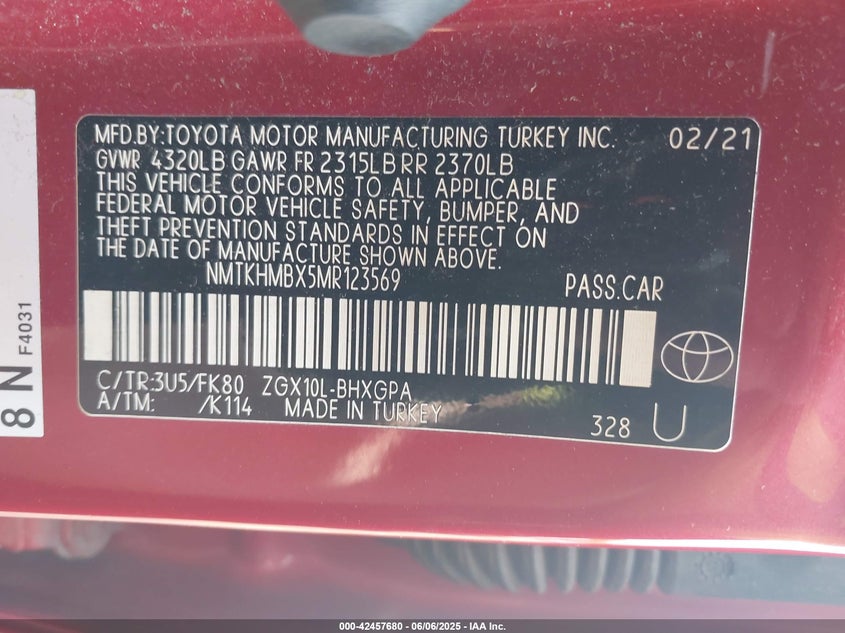 MFD.BY:TOYOTA MOTOR MANUFACTURING TURKEY INC. 02/21
GVWR 4320LB GAWR FR 2315LB RR 2370LB
THIS VEHICLE CONFORMS TO ALL APPLICABLE
FEDERAL MOTOR VEHICLE SAFETY, BUMPER, AND
THEFT PREVENTION STANDARDS IN EFFECT ON
THE DATE OF MANUFACTURE SHOWN ABOVE.
NMTKHMBX5MR123569 PASS.CAR
C/TR:3U5/FK80 ZGX10L-BHXGPA
A/TM: /K114 MADE IN TURKEY
328 U
8 N F4031
000-42457680 - 06/06/2025 - IAA Inc.